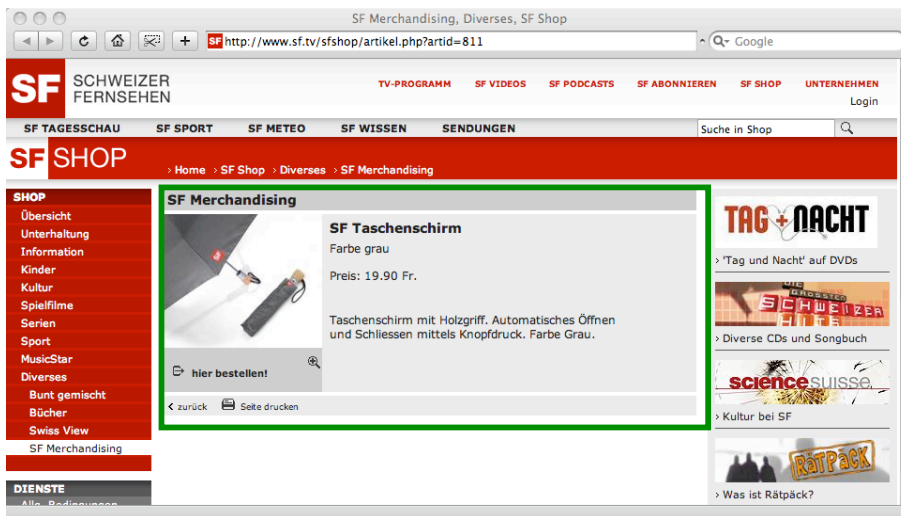 SF Merchandising, Diverses, SF Shop
SF http://www.sf.tv/sfshop/artikel.php?artid=811
Google
SF SCHWEIZER FERNSEHEN
TV-PROGRAMM SF VIDEOS SF PODCASTS SF ABONNIEREN SF SHOP UNTERNEHMEN
Login
SF TAGESSCHAU SF SPORT SF METEO SF WISSEN SENDUNGEN Suche in Shop
SF SHOP
› Home › SF Shop › Diverses › SF Merchandising
SHOP
Übersicht
Unterhaltung
Information
Kinder
Kultur
Spielfilme
Serien
Sport
MusicStar
Diverses
Bunt gemischt
Bücher
Swiss View
SF Merchandising
DIENSTE
Allg. Bedingungen
SF Merchandising
SF Taschenschirm
Farbe grau
Preis: 19.90 Fr.
Taschenschirm mit Holzgriff. Automatisches Öffnen
und Schliessen mittels Knopfdruck. Farbe Grau.
hier bestellen!
zurück Seite drucken
TAG+NACHT
› 'Tag und Nacht' auf DVDs
DIE
GRÖSSTEN
SCHWEIZER
HITS
› Diverse CDs und Songbuch
sciencesuisse
› Kultur bei SF
RÄTPÄCK
› Was ist Rätpäck?